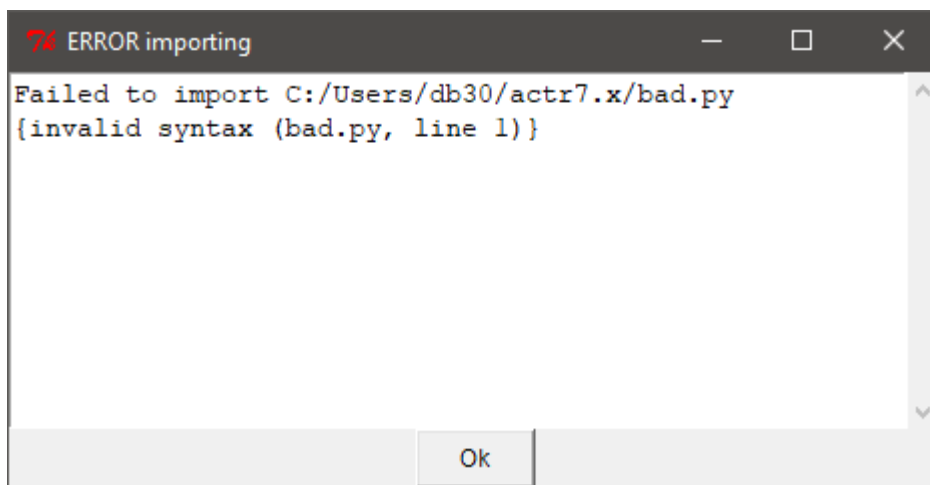 ERROR importing
Failed to import C:/Users/db30/actr7.x/bad.py
{invalid syntax (bad.py, line 1)}
Ok